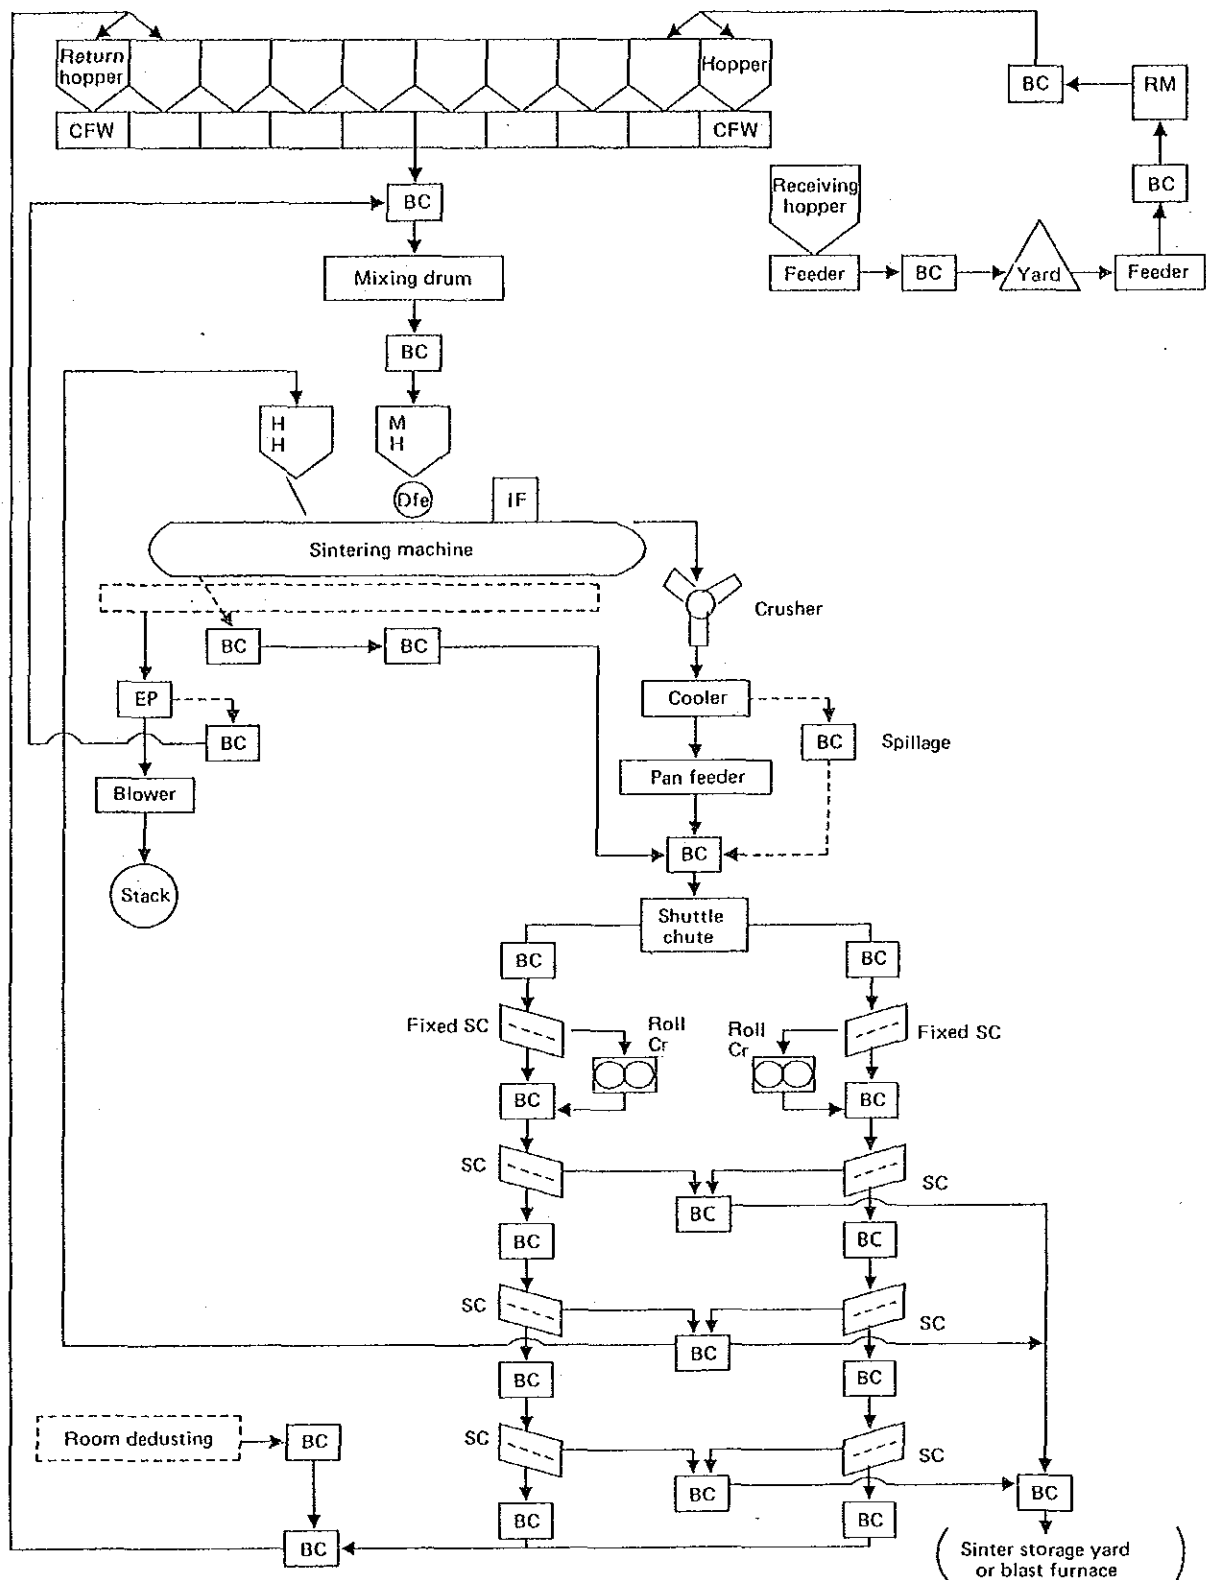 Return
hopper
Hopper
CFW
CFW
BC
RM
BC
BC
Receiving
hopper
Feeder
BC
Yard
Feeder
Mixing drum
BC
H
H
M
H
Dfe
IF
Sintering machine
Crusher
BC
BC
EP
Cooler
BC
BC
Spillage
Blower
Pan feeder
BC
Stack
Shuttle
chute
BC
BC
Fixed SC
Roll
Cr
Roll
Cr
Fixed SC
BC
BC
SC
SC
BC
BC
BC
SC
SC
BC
BC
BC
Room dedusting
BC
SC
SC
BC
BC
BC
BC
BC
Sinter storage yard
or blast furnace